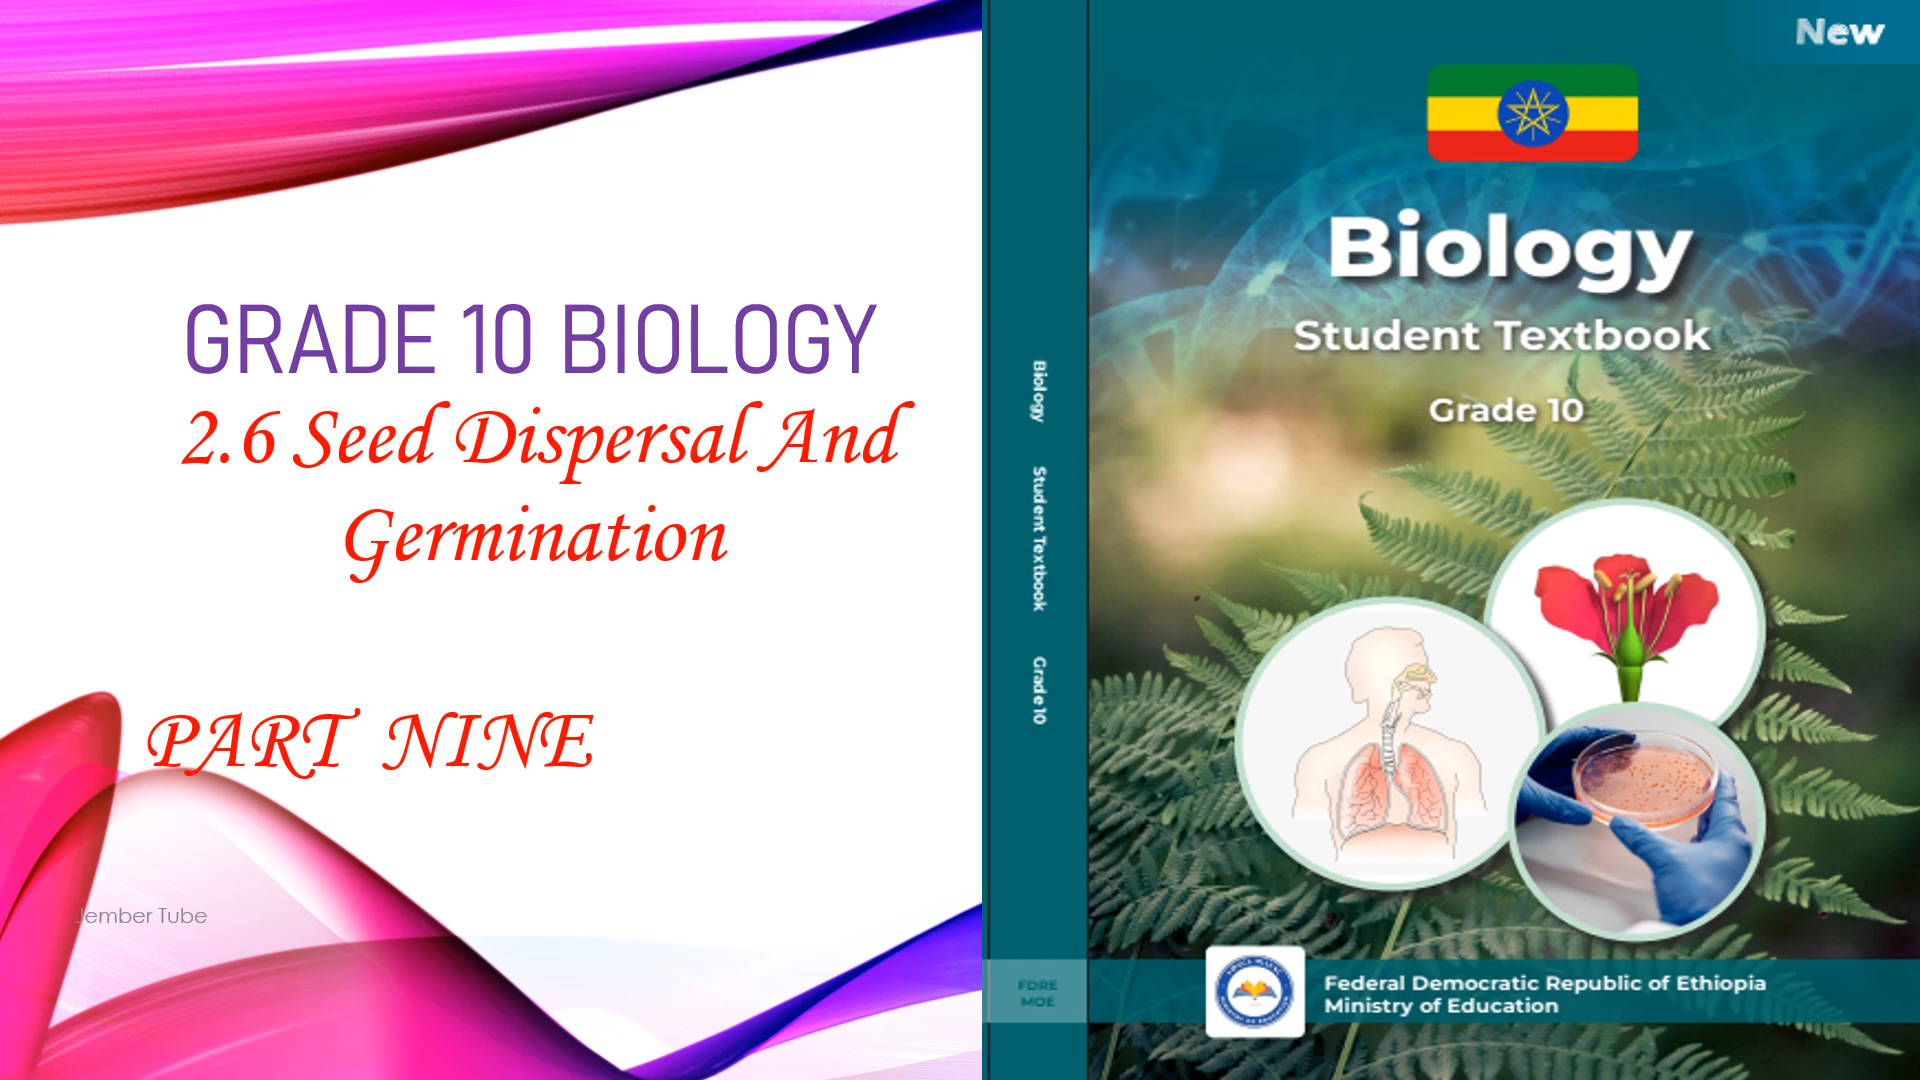 GRADE 10 BIOLOGY
2.6 Seed Dispersal And
Germination
PART NINE
Jember Tube
Biology Student Textbook Grade 10
FDRE
MOE
New
Biology
Student Textbook
Grade 10
Federal Democratic Republic of Ethiopia
Ministry of Education